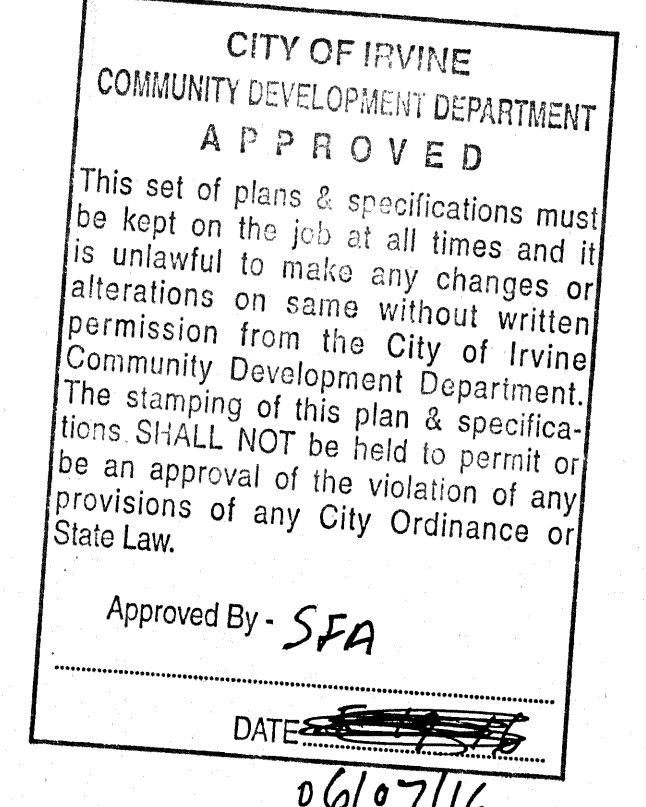 CITY OF IRVINE
COMMUNITY DEVELOPMENT DEPARTMENT
APPROVED
This set of plans & specifications must
be kept on the job at all times and it
is unlawful to make any changes or
alterations on same without written
permission from the City of Irvine
Community Development Department.
The stamping of this plan & specifica-
tions SHALL NOT be held to permit or
be an approval of the violation of any
provisions of any City Ordinance or
State Law.
Approved By - SFA
DATE
06/07/16